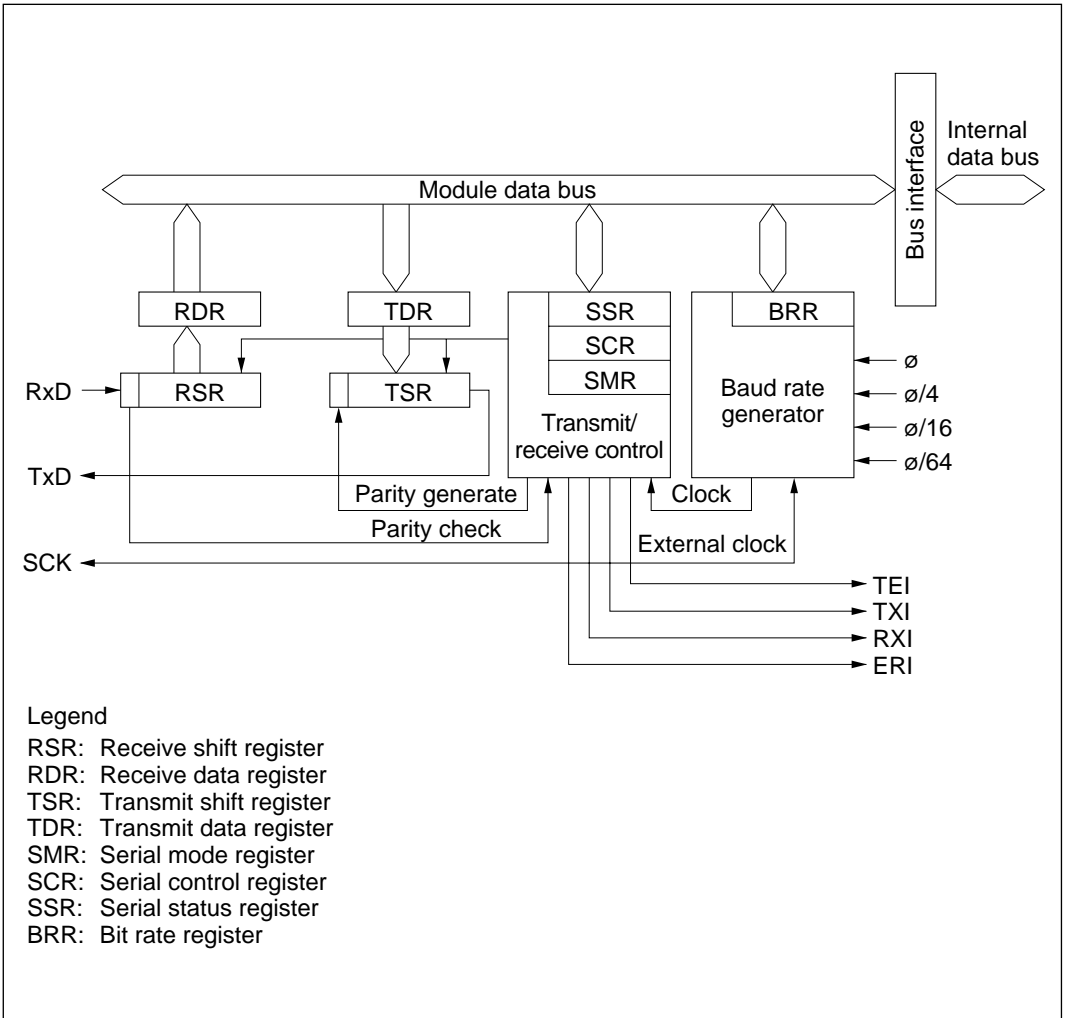 Internal
data bus
Bus interface
Module data bus
RDR
TDR
SSR
BRR
SCR
RxD
RSR
TSR
SMR
Baud rate
generator
ø
ø/4
ø/16
ø/64
Transmit/
receive control
TxD
Parity generate
Clock
Parity check
External clock
SCK
TEI
TXI
RXI
ERI
Legend
RSR: Receive shift register
RDR: Receive data register
TSR: Transmit shift register
TDR: Transmit data register
SMR: Serial mode register
SCR: Serial control register
SSR: Serial status register
BRR: Bit rate register